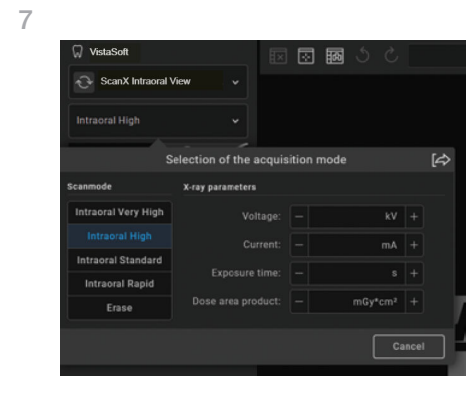 7
VistaSoft
ScanX Intraoral View
Intraoral High
Selection of the acquisition mode
Scanmode
X-ray parameters
Intraoral Very High
Intraoral High
Intraoral Standard
Intraoral Rapid
Erase
Voltage: − kV +
Current: − mA +
Exposure time: − s +
Dose area product: − mGy*cm² +
Cancel